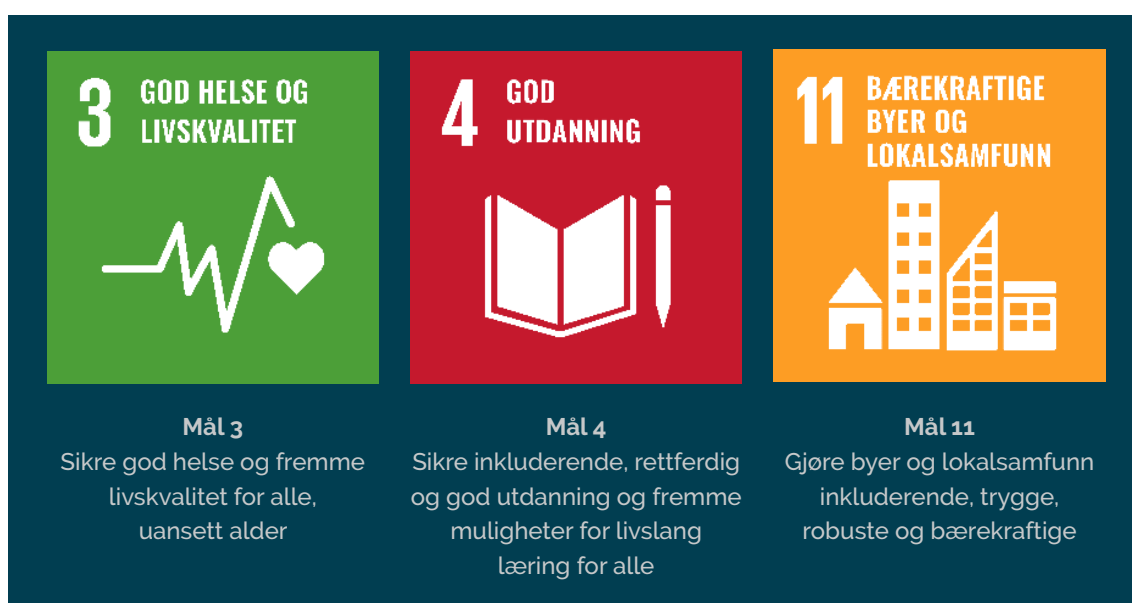 3
GOD HELSE OG
LIVSKVALITET
4
GOD
UTDANNING
11
BÆREKRAFTIGE
BYER OG
LOKALSAMFUNN
Mål 3
Sikre god helse og fremme
livskvalitet for alle,
uansett alder
Mål 4
Sikre inkluderende, rettferdig
og god utdanning og fremme
muligheter for livslang
læring for alle
Mål 11
Gjøre byer og lokalsamfunn
inkluderende, trygge,
robuste og bærekraftige